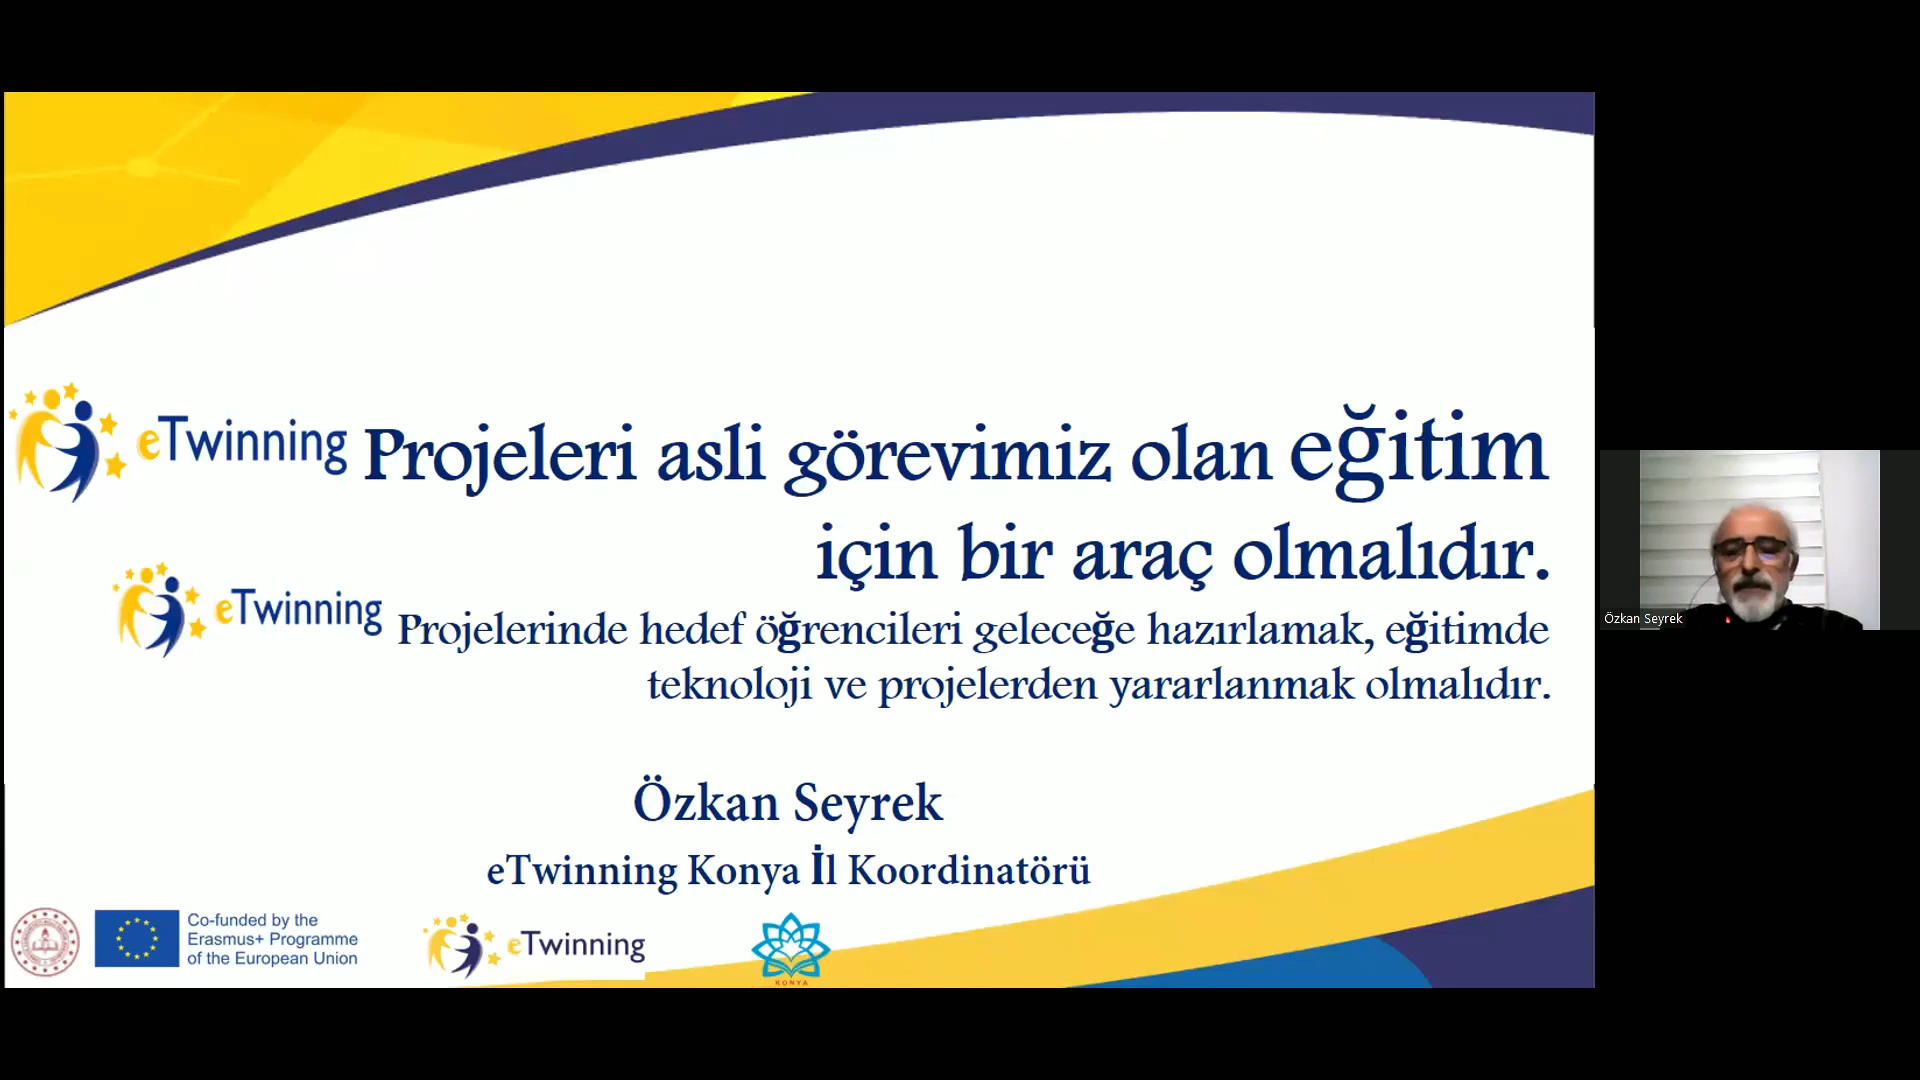 eTwinning Projeleri asli görevimiz olan eğitim
için bir araç olmalıdır.
eTwinning Projelerinde hedef öğrencileri geleceğe hazırlamak, eğitimde
teknoloji ve projelerden yararlanmak olmalıdır.
Özkan Seyrek
eTwinning Konya İl Koordinatörü
Co-funded by the
Erasmus+ Programme
of the European Union
eTwinning
KONYA
Özkan Seyrek